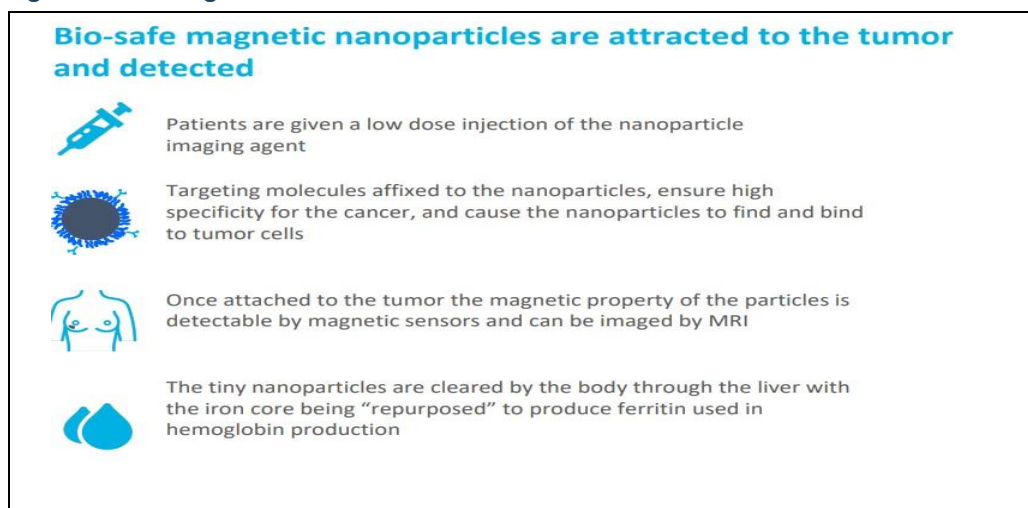 Bio-safe magnetic nanoparticles are attracted to the tumor
and detected
Patients are given a low dose injection of the nanoparticle
imaging agent
Targeting molecules affixed to the nanoparticles, ensure high
specificity for the cancer, and cause the nanoparticles to find and bind
to tumor cells
Once attached to the tumor the magnetic property of the particles is
detectable by magnetic sensors and can be imaged by MRI
The tiny nanoparticles are cleared by the body through the liver with
the iron core being “repurposed” to produce ferritin used in
hemoglobin production